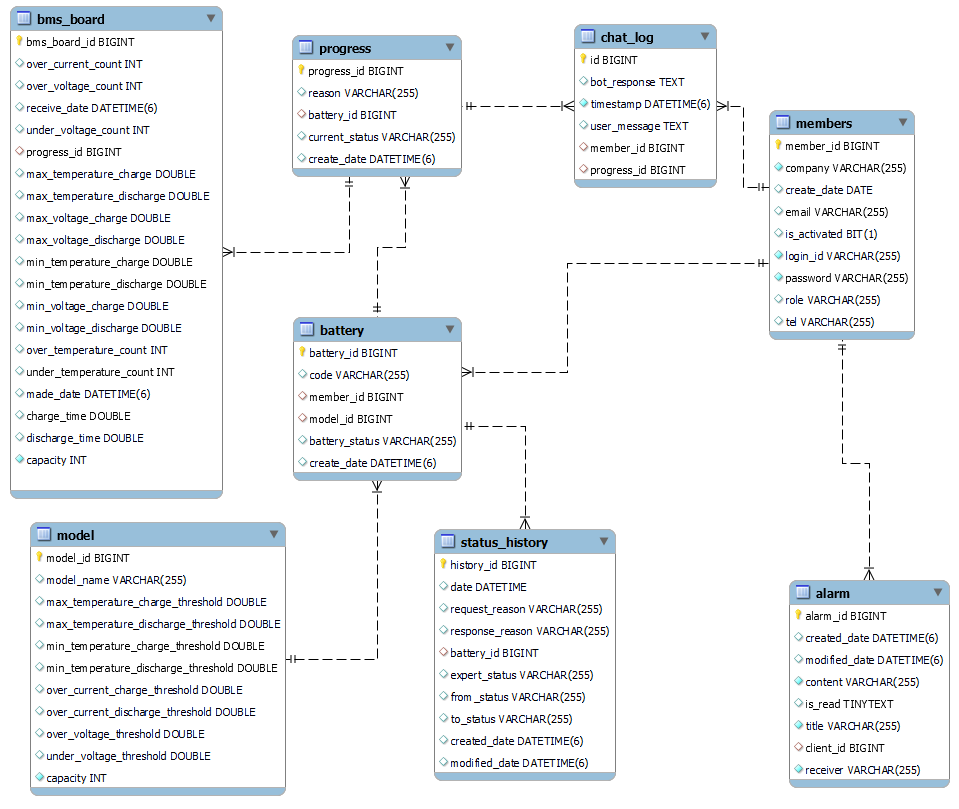 bms_board
bms_board_id BIGINT
over_current_count INT
over_voltage_count INT
receive_date DATETIME(6)
under_voltage_count INT
progress_id BIGINT
max_temperature_charge DOUBLE
max_temperature_discharge DOUBLE
max_voltage_charge DOUBLE
max_voltage_discharge DOUBLE
min_temperature_charge DOUBLE
min_temperature_discharge DOUBLE
min_voltage_charge DOUBLE
min_voltage_discharge DOUBLE
over_temperature_count INT
under_temperature_count INT
made_date DATETIME(6)
charge_time DOUBLE
discharge_time DOUBLE
capacity INT
progress
progress_id BIGINT
reason VARCHAR(255)
battery_id BIGINT
current_status VARCHAR(255)
create_date DATETIME(6)
chat_log
id BIGINT
bot_response TEXT
timestamp DATETIME(6)
user_message TEXT
member_id BIGINT
progress_id BIGINT
members
member_id BIGINT
company VARCHAR(255)
create_date DATE
email VARCHAR(255)
is_activated BIT(1)
login_id VARCHAR(255)
password VARCHAR(255)
role VARCHAR(255)
tel VARCHAR(255)
battery
battery_id BIGINT
code VARCHAR(255)
member_id BIGINT
model_id BIGINT
battery_status VARCHAR(255)
create_date DATETIME(6)
model
model_id BIGINT
model_name VARCHAR(255)
max_temperature_charge_threshold DOUBLE
max_temperature_discharge_threshold DOUBLE
min_temperature_charge_threshold DOUBLE
min_temperature_discharge_threshold DOUBLE
over_current_charge_threshold DOUBLE
over_current_discharge_threshold DOUBLE
over_voltage_threshold DOUBLE
under_voltage_threshold DOUBLE
capacity INT
status_history
history_id BIGINT
date DATETIME
request_reason VARCHAR(255)
response_reason VARCHAR(255)
battery_id BIGINT
expert_status VARCHAR(255)
from_status VARCHAR(255)
to_status VARCHAR(255)
created_date DATETIME(6)
modified_date DATETIME(6)
alarm
alarm_id BIGINT
created_date DATETIME(6)
modified_date DATETIME(6)
content VARCHAR(255)
is_read TINYTEXT
title VARCHAR(255)
client_id BIGINT
receiver VARCHAR(255)